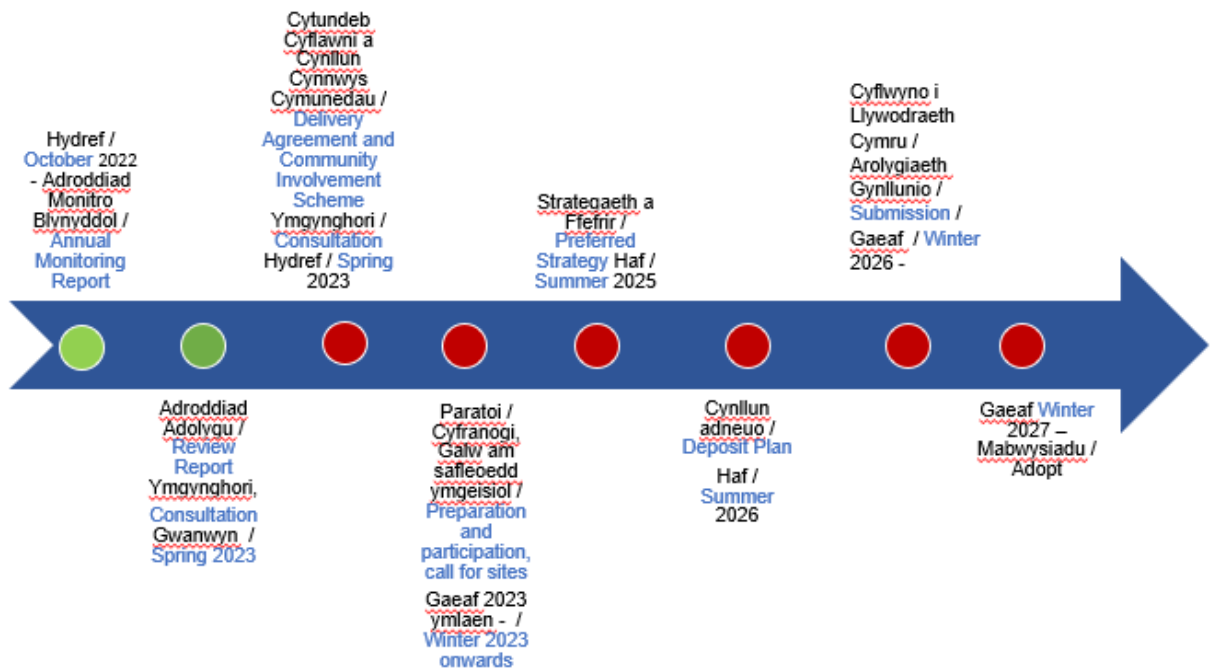 Hydref /
October 2022
- Adroddiad
Monitro
Blynyddol /
Annual
Monitoring
Report
Adroddiad
Adolygu /
Review
Report
Ymgynghori,
Consultation
Gwanwyn /
Spring 2023
Cytundeb
Cyflawni a
Cynllun
Cynnwys
Cymunedau /
Delivery
Agreement and
Community
Involvement
Scheme
Ymgynghori /
Consultation
Hydref / Spring
2023
Paratoi /
Cyfranogi,
Galw am
safleoedd
ymgeisiol /
Preparation
and
participation,
call for sites
Gaeaf 2023
ymlaen - /
Winter 2023
onwards
Strategaeth a
Ffefrir /
Preferred
Strategy Haf /
Summer 2025
Cynllun
adneuo /
Deposit Plan
Haf /
Summer
2026
Cyflwyno i
Llywodraeth
Cymru /
Arolygiaeth
Gynllunio /
Submission /
Gaeaf / Winter
2026 -
Gaeaf Winter
2027 –
Mabwysiadu /
Adopt